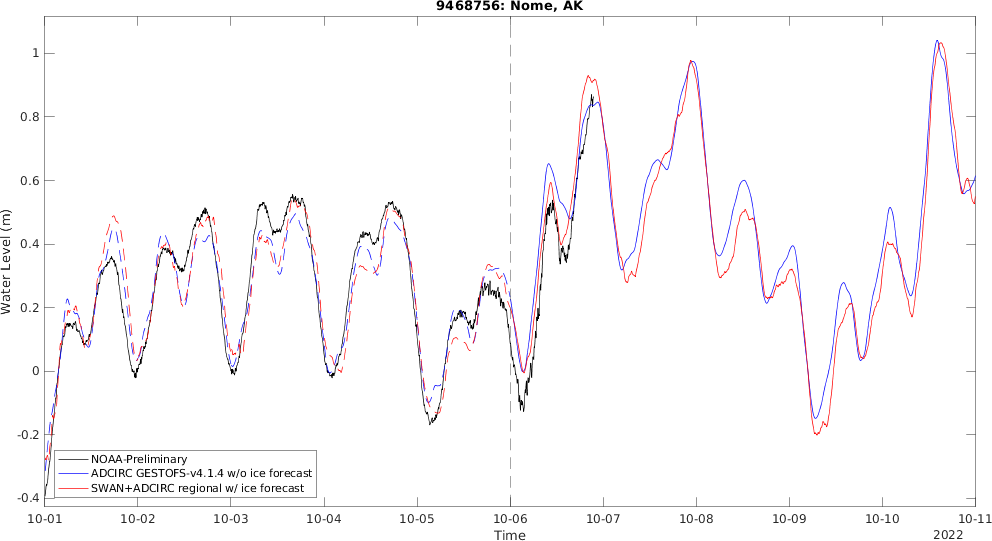 9468756: Nome, AK
Water Level (m)
1
0.8
0.6
0.4
0.2
0
-0.2
-0.4
NOAA-Preliminary
ADCIRC GESTOFS-v4.1.4 w/o ice forecast
SWAN+ADCIRC regional w/ ice forecast
10-01 10-02 10-03 10-04 10-05 10-06 10-07 10-08 10-09 10-10 10-11
Time
2022